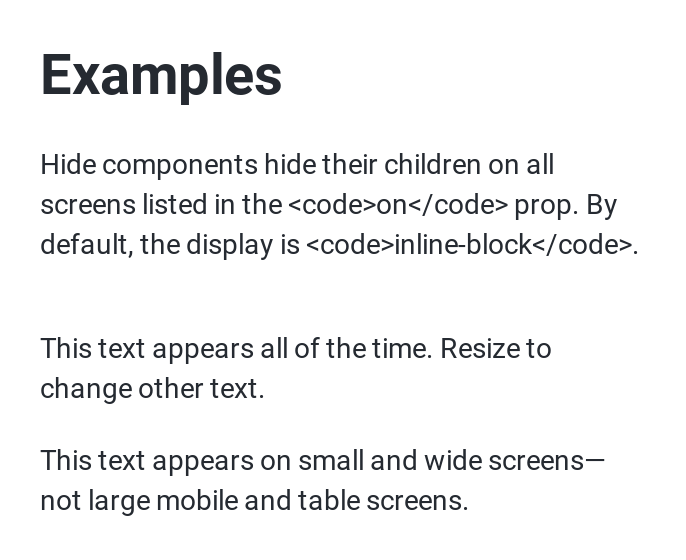 Examples
Hide components hide their children on all
screens listed in the <code>on</code> prop. By
default, the display is <code>inline-block</code>.
This text appears all of the time. Resize to
change other text.
This text appears on small and wide screens—
not large mobile and table screens.